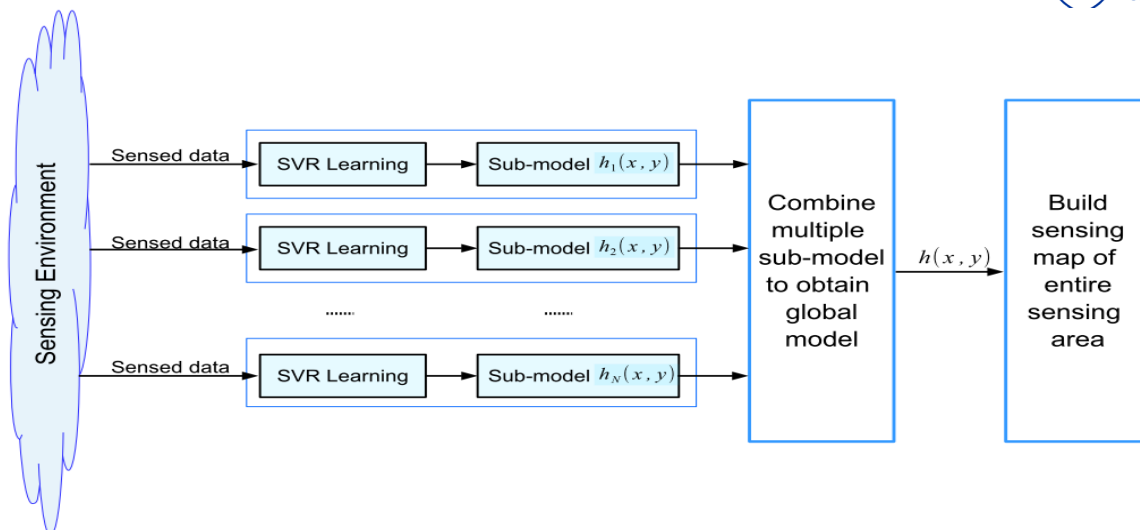 Sensing Environment
Sensed data
SVR Learning
Sub-model h₁(x, y)
Sensed data
SVR Learning
Sub-model h₂(x, y)
.......
.......
Sensed data
SVR Learning
Sub-model h_N(x, y)
Combine
multiple
sub-model
to obtain
global
model
h(x, y)
Build
sensing
map of
entire
sensing
area